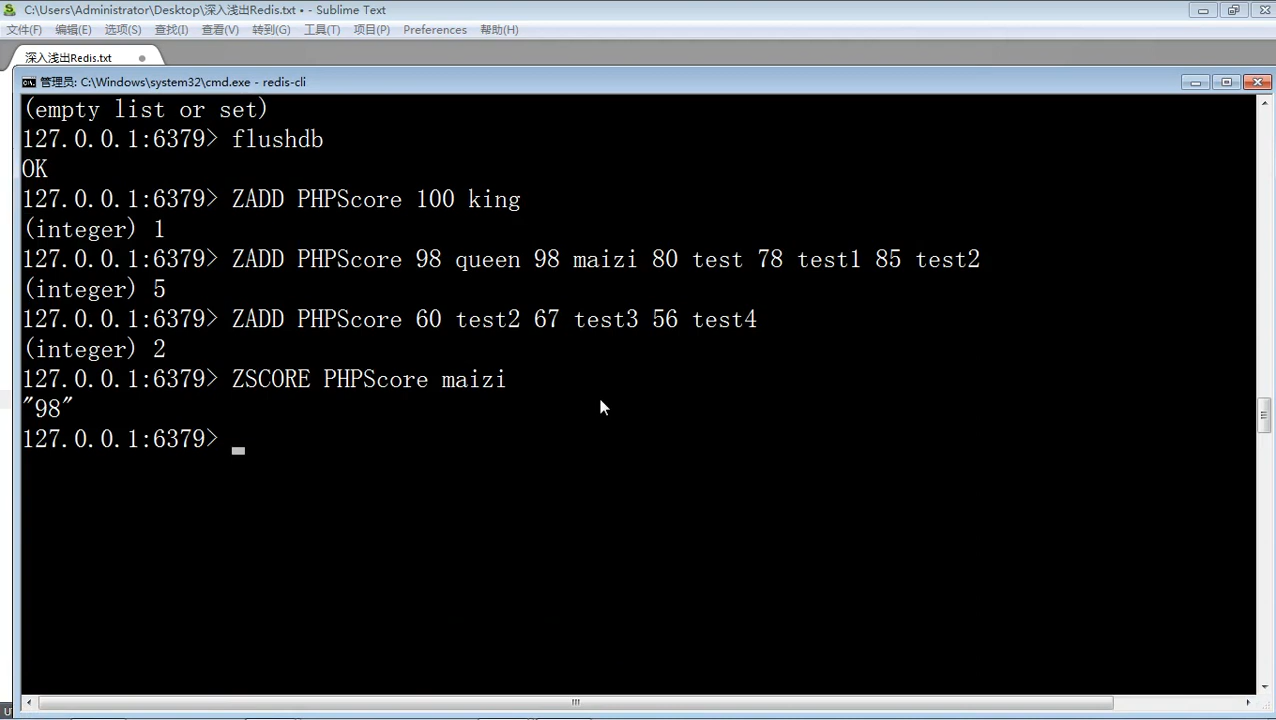 C:\Users\Administrator\Desktop\深入浅出Redis.txt • - Sublime Text
文件(F) 编辑(E) 选项(S) 查找(I) 查看(V) 转到(G) 工具(T) 项目(P) Preferences 帮助(H)
深入浅出Redis.txt
管理员: C:\Windows\system32\cmd.exe - redis-cli
(empty list or set)
127.0.0.1:6379> flushdb
OK
127.0.0.1:6379> ZADD PHPScore 100 king
(integer) 1
127.0.0.1:6379> ZADD PHPScore 98 queen 98 maizi 80 test 78 test1 85 test2
(integer) 5
127.0.0.1:6379> ZADD PHPScore 60 test2 67 test3 56 test4
(integer) 2
127.0.0.1:6379> ZSCORE PHPScore maizi
"98"
127.0.0.1:6379>